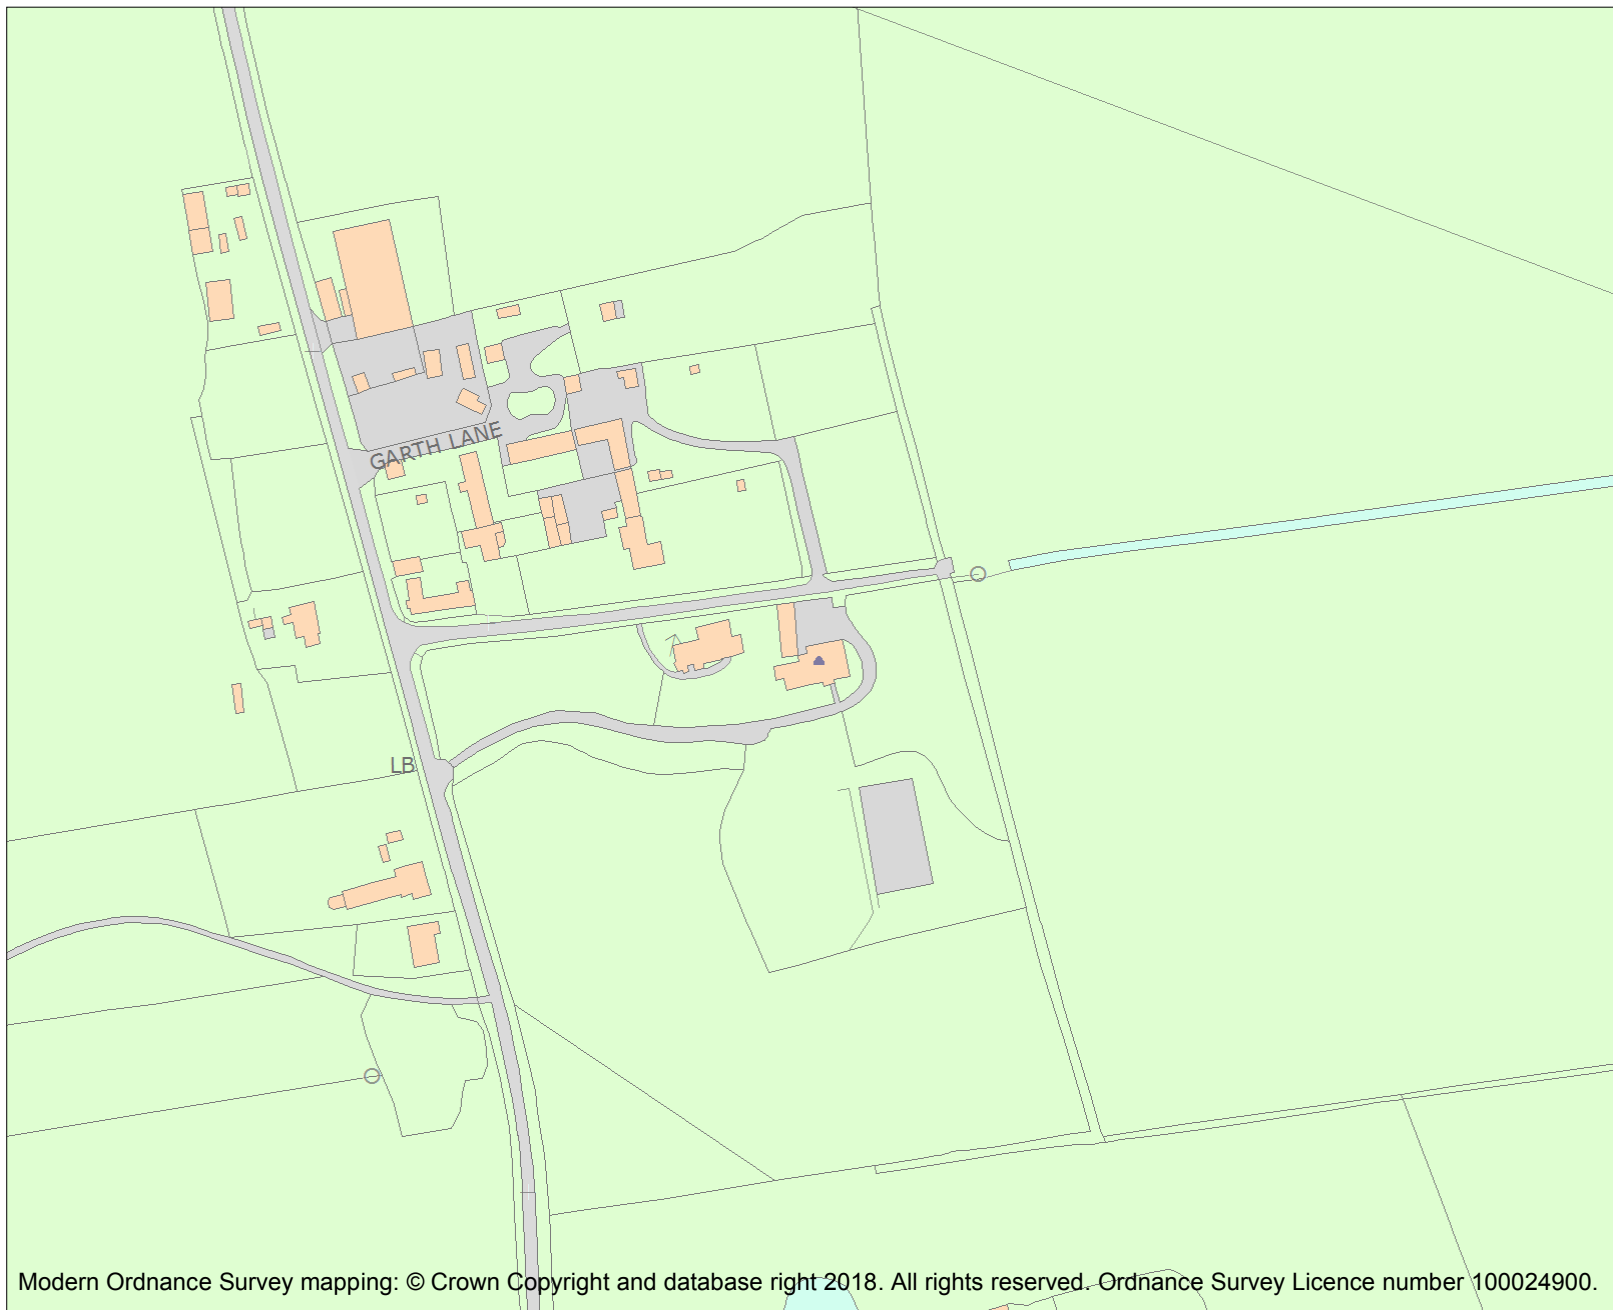 GARTH LANE
LB
Modern Ordnance Survey mapping: © Crown Copyright and database right 2018. All rights reserved. Ordnance Survey Licence number 100024900.